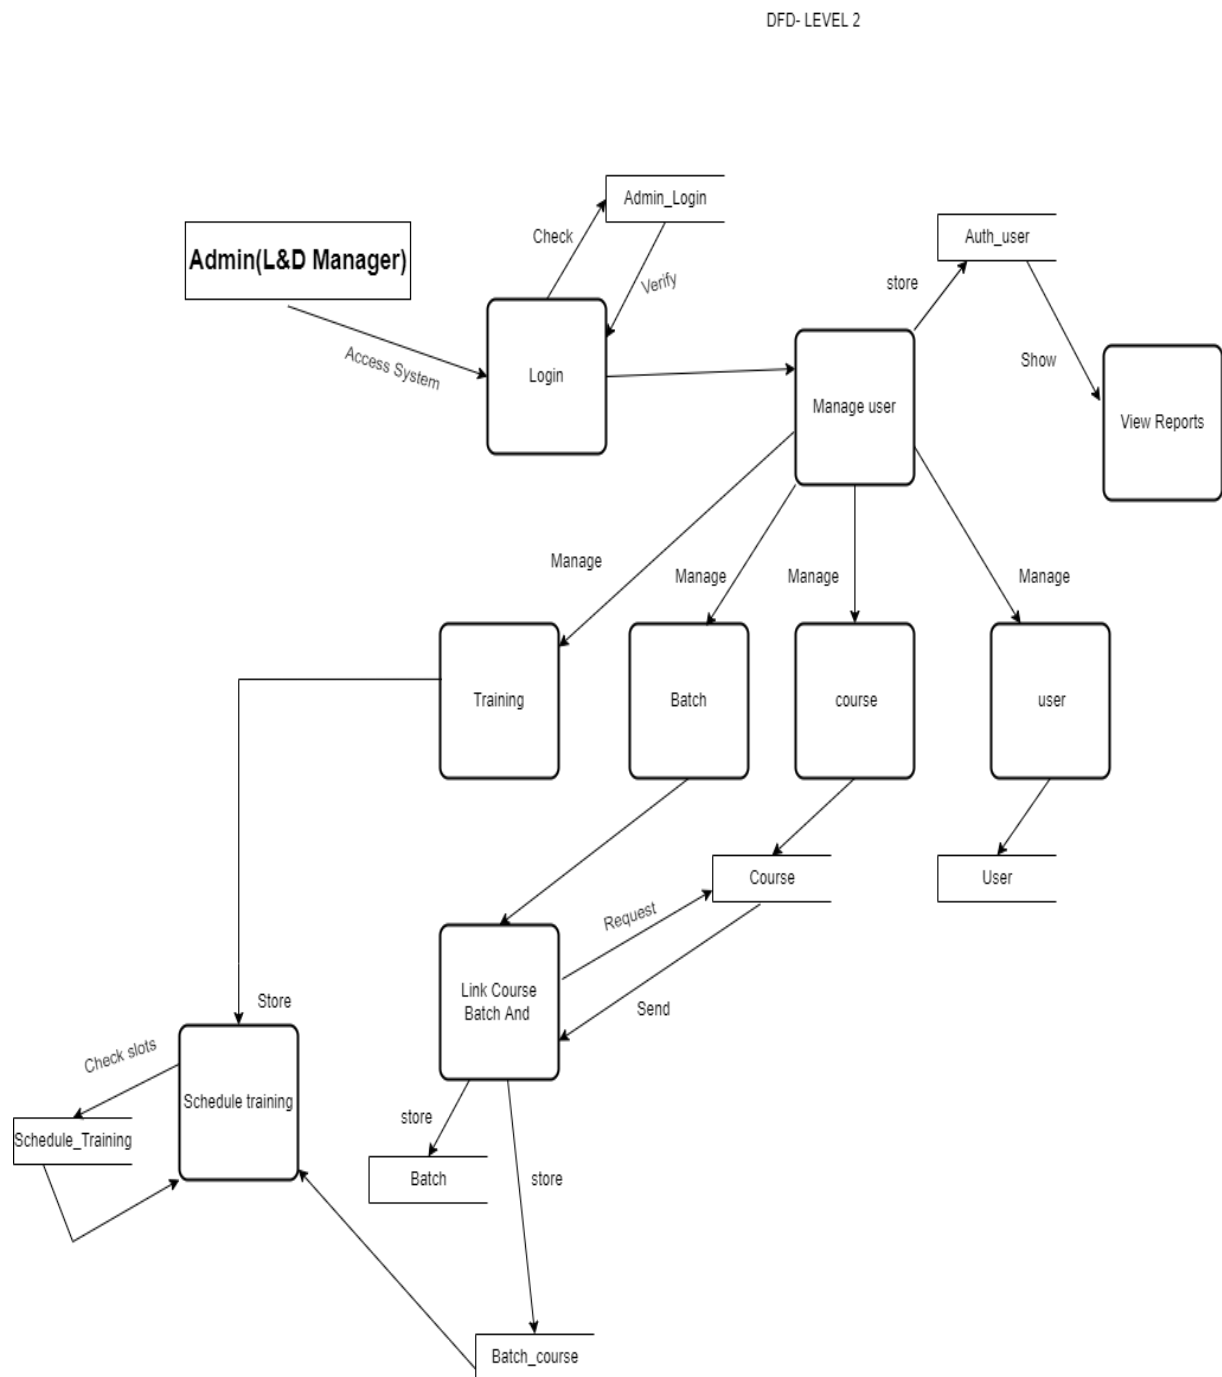 DFD- LEVEL 2
Admin_Login
Check
Auth_user
Admin(L&D Manager)
Verify
store
Access System
Login
Show
Manage user
View Reports
Manage
Manage
Manage
Manage
Training
Batch
course
user
Course
User
Request
Link Course
Batch And
Store
Send
Check slots
Schedule training
store
Schedule_Training
Batch
store
Batch_course